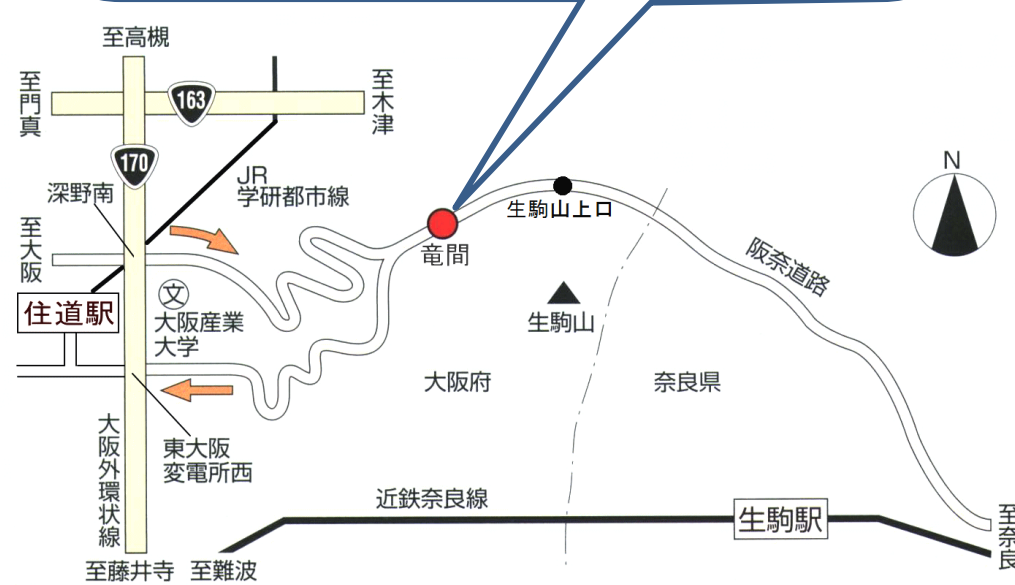 至高槻
至門真
163
至木津
170
深野南
JR
学研都市線
至大阪
生駒山上口
N
竜間
阪奈道路
住道駅
文
大阪産業
大学
生駒山
大阪府
奈良県
大阪外環状線
東大阪
変電所西
近鉄奈良線
生駒駅
至奈良
至藤井寺
至難波